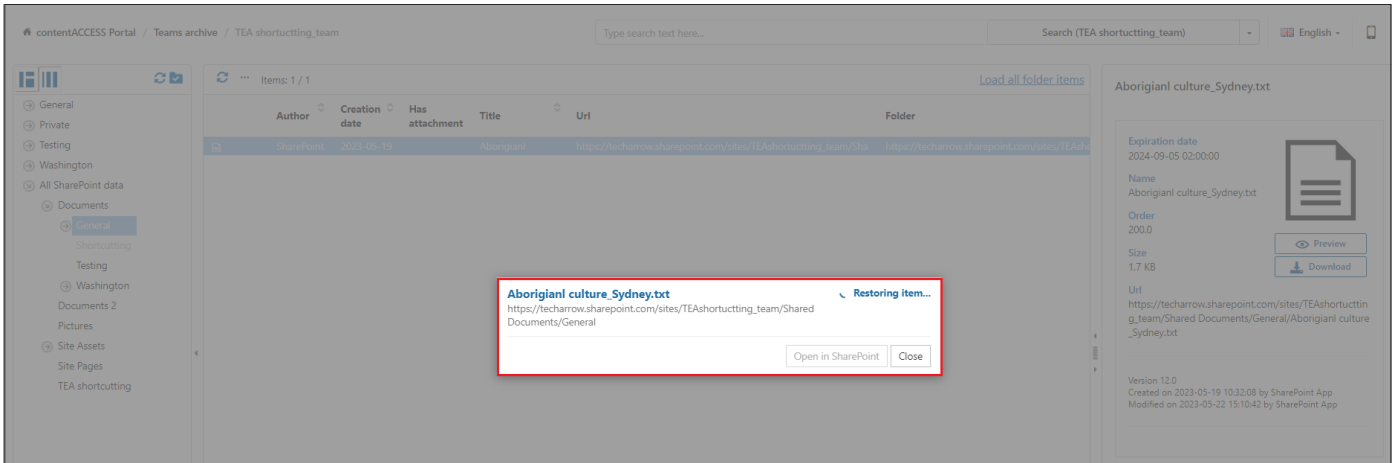 contentACCESS Portal / Teams archive / TEA shortuctting_team
Type search text here...
Search (TEA shortuctting_team)
English
Items: 1 / 1
Load all folder items
General
Private
Testing
Washington
All SharePoint data
Documents
General
Shortcutting
Testing
Washington
Documents 2
Pictures
Site Assets
Site Pages
TEA shortcutting
Author Creation date Has attachment Title Url Folder
SharePoint 2023-05-19 Aborigianl https://techarrow.sharepoint.com/sites/TEAshortuctting_team/Sha https://techarrow.sharepoint.com/sites/TEAsho
Aborigianl culture_Sydney.txt
Restoring item...
https://techarrow.sharepoint.com/sites/TEAshortuctting_team/Shared
Documents/General
Open in SharePoint
Close
Aborigianl culture_Sydney.txt
Expiration date
2024-09-05 02:00:00
Name
Aborigianl culture_Sydney.txt
Order
200.0
Size
1.7 KB
Preview
Download
Url
https://techarrow.sharepoint.com/sites/TEAshortucttin
g_team/Shared Documents/General/Aborigianl culture
_Sydney.txt
Version 12.0
Created on 2023-05-19 10:32:08 by SharePoint App
Modified on 2023-05-22 15:10:42 by SharePoint App